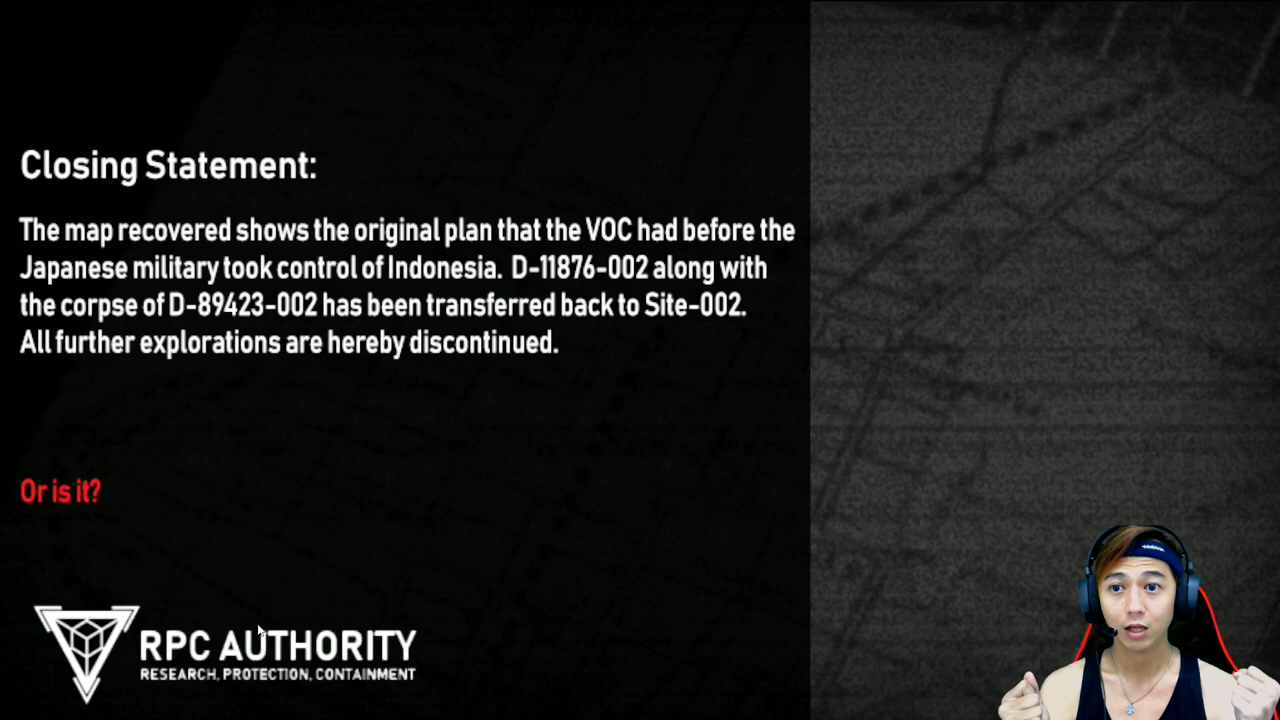 Closing Statement:
The map recovered shows the original plan that the VOC had before the
Japanese military took control of Indonesia. D-11876-002 along with
the corpse of D-89423-002 has been transferred back to Site-002.
All further explorations are hereby discontinued.
Or is it?
RPC AUTHORITY
RESEARCH, PROTECTION, CONTAINMENT